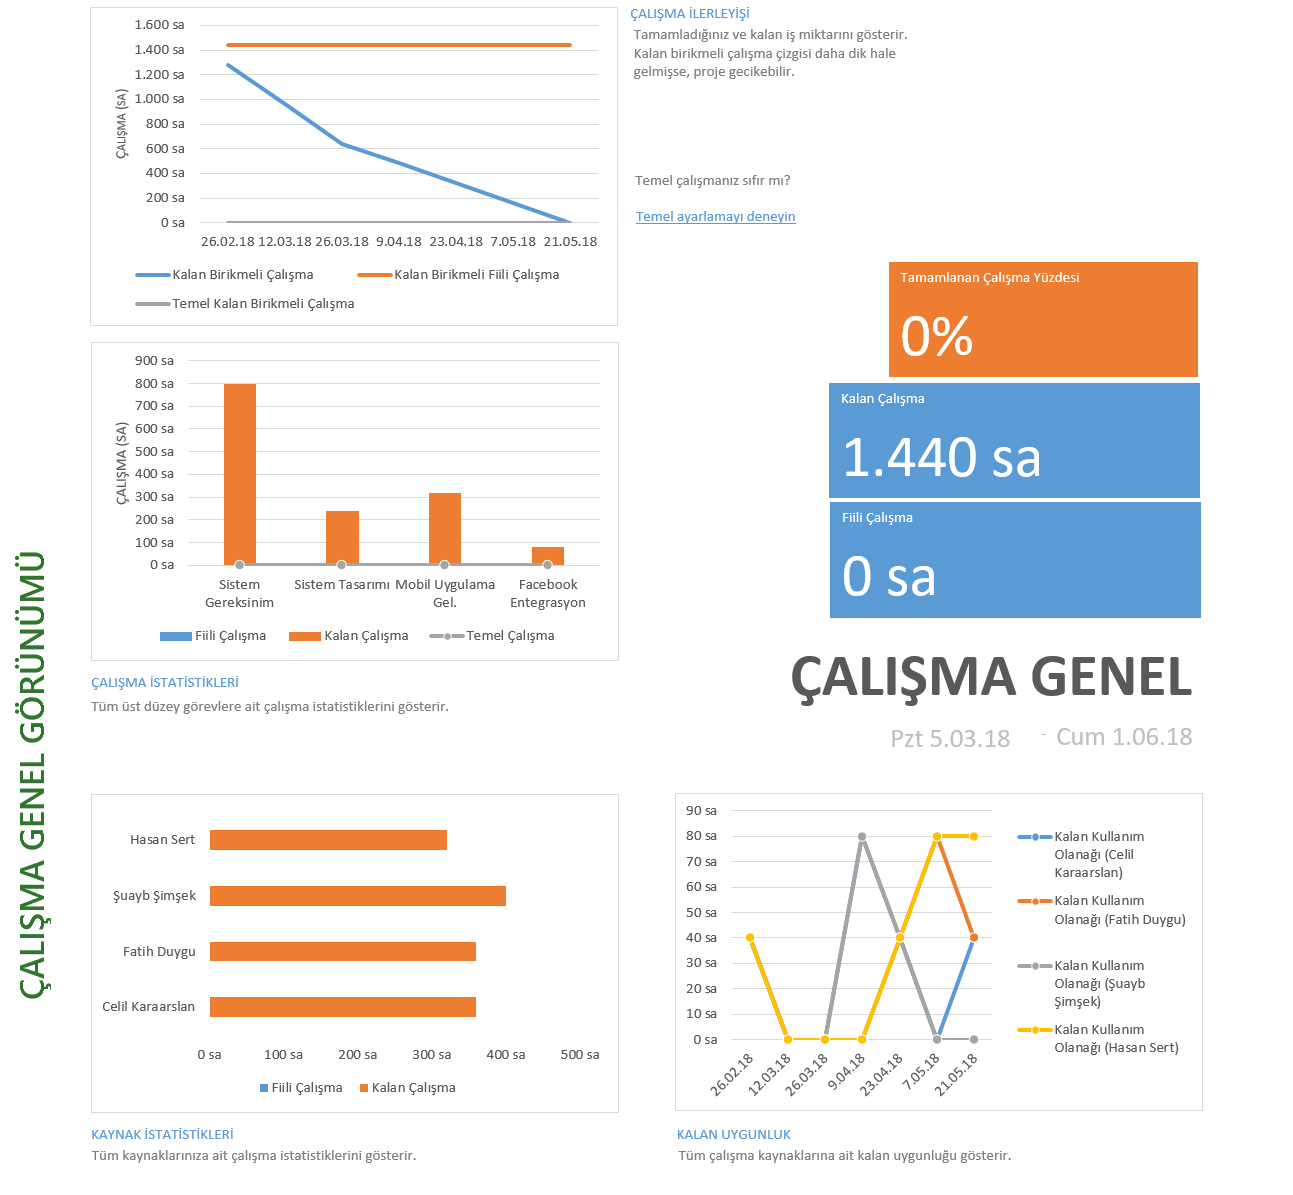 ÇALIŞMA GENEL GÖRÜNÜMÜ
1.600 sa
1.400 sa
1.200 sa
1.000 sa
800 sa
600 sa
400 sa
200 sa
0 sa
ÇALIŞMA (SA)
26.02.18 12.03.18 26.03.18 9.04.18 23.04.18 7.05.18 21.05.18
Kalan Birikmeli Çalışma Kalan Birikmeli Fiili Çalışma
Temel Kalan Birikmeli Çalışma
ÇALIŞMA İLERLEYİŞİ
Tamamladığınız ve kalan iş miktarını gösterir.
Kalan birikmeli çalışma çizgisi daha dik hale
gelmişse, proje gecikebilir.
Temel çalışmanız sıfır mı?
Temel ayarlamayı deneyin
Tamamlanan Çalışma Yüzdesi
0%
Kalan Çalışma
1.440 sa
Fiili Çalışma
0 sa
900 sa
800 sa
700 sa
600 sa
500 sa
400 sa
300 sa
200 sa
100 sa
0 sa
ÇALIŞMA (SA)
Sistem
Gereksinim
Sistem Tasarımı
Mobil Uygulama
Gel.
Facebook
Entegrasyon
Fiili Çalışma Kalan Çalışma Temel Çalışma
ÇALIŞMA İSTATİSTİKLERİ
Tüm üst düzey görevlere ait çalışma istatistiklerini gösterir.
ÇALIŞMA GENEL
Pzt 5.03.18 - Cum 1.06.18
Hasan Sert
Şuayb Şimşek
Fatih Duygu
Celil Karaarslan
0 sa 100 sa 200 sa 300 sa 400 sa 500 sa
Fiili Çalışma Kalan Çalışma
KAYNAK İSTATİSTİKLERİ
Tüm kaynaklarınıza ait çalışma istatistiklerini gösterir.
90 sa
80 sa
70 sa
60 sa
50 sa
40 sa
30 sa
20 sa
10 sa
0 sa
26.02.18 12.03.18 26.03.18 9.04.18 23.04.18 7.05.18 21.05.18
Kalan Kullanım
Olanağı (Celil
Karaarslan)
Kalan Kullanım
Olanağı (Fatih Duygu)
Kalan Kullanım
Olanağı (Şuayb
Şimşek)
Kalan Kullanım
Olanağı (Hasan Sert)
KALAN UYGUNLUK
Tüm çalışma kaynaklarına ait kalan uygunluğu gösterir.